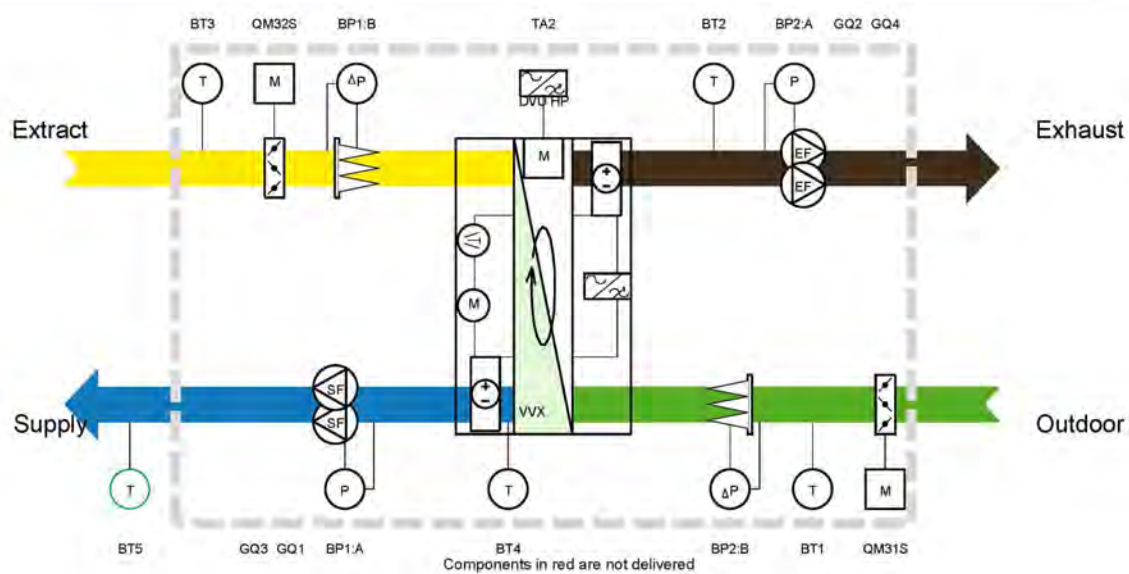 BT3 QM32S BP1:B TA2 BT2 BP2:A GQ2 GQ4
T M ΔP T P
DVU HP
Extract Exhaust
M EF
+
-
EF
M
+
-
SF
SF
VVX
Supply Outdoor
T P T ΔP T M
BT5 GQ3 GQ1 BP1:A BT4 BP2:B BT1 QM31S
Components in red are not delivered